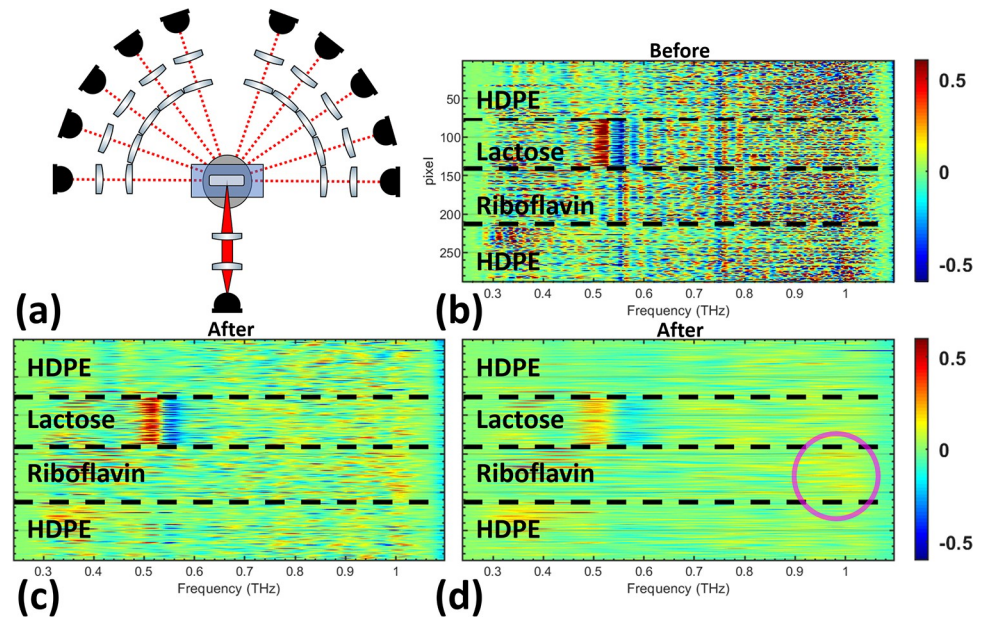 (a)
Before
HDPE
Lactose
Riboflavin
HDPE
50
100
150
200
250
pixel
0.3 0.4 0.5 0.6 0.7 0.8 0.9 1
Frequency (THz)
0.5
0
-0.5
(b)
After
HDPE
Lactose
Riboflavin
HDPE
0.3 0.4 0.5 0.6 0.7 0.8 0.9 1
Frequency (THz)
(c)
After
HDPE
Lactose
Riboflavin
HDPE
0.3 0.4 0.5 0.6 0.7 0.8 0.9 1
Frequency (THz)
0.5
0
-0.5
(d)